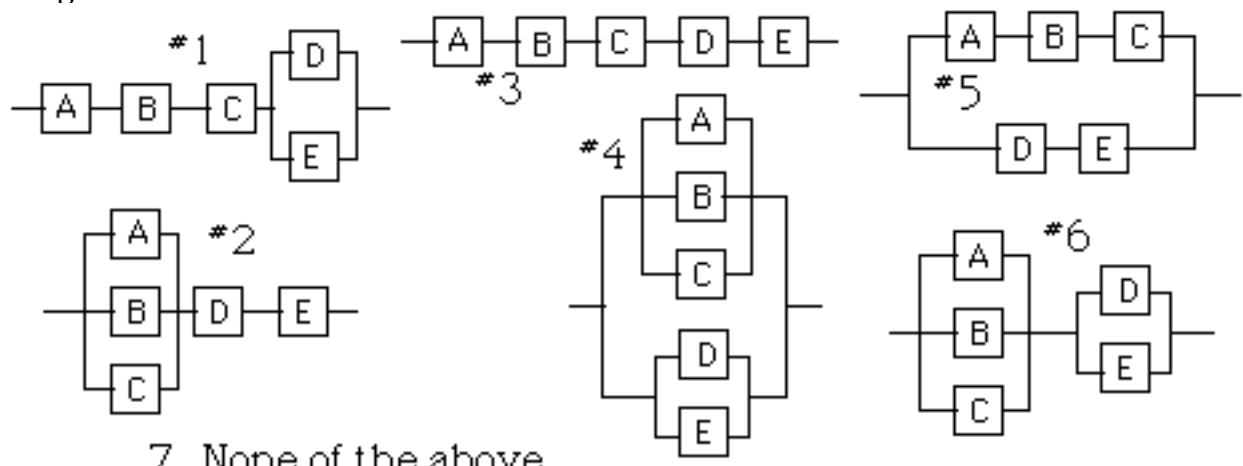 #1
A B C D E
#2
A B C D E
#3
A B C D E
#4
A B C D E
#5
A B C D E
#6
A B C D E
7 None of the above